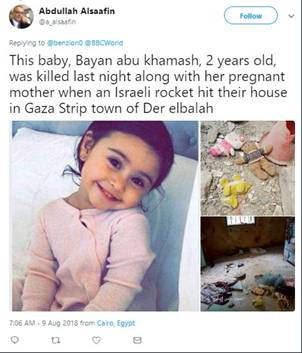 Abdullah Alsaafin
@a_alsaafin
Follow
Replying to @benzion0 @BBCWorld
This baby, Bayan abu khamash, 2 years old,
was killed last night along with her pregnant
mother when an Israeli rocket hit their house
in Gaza Strip town of Der elbalah
7:06 AM - 9 Aug 2018 from Cairo, Egypt